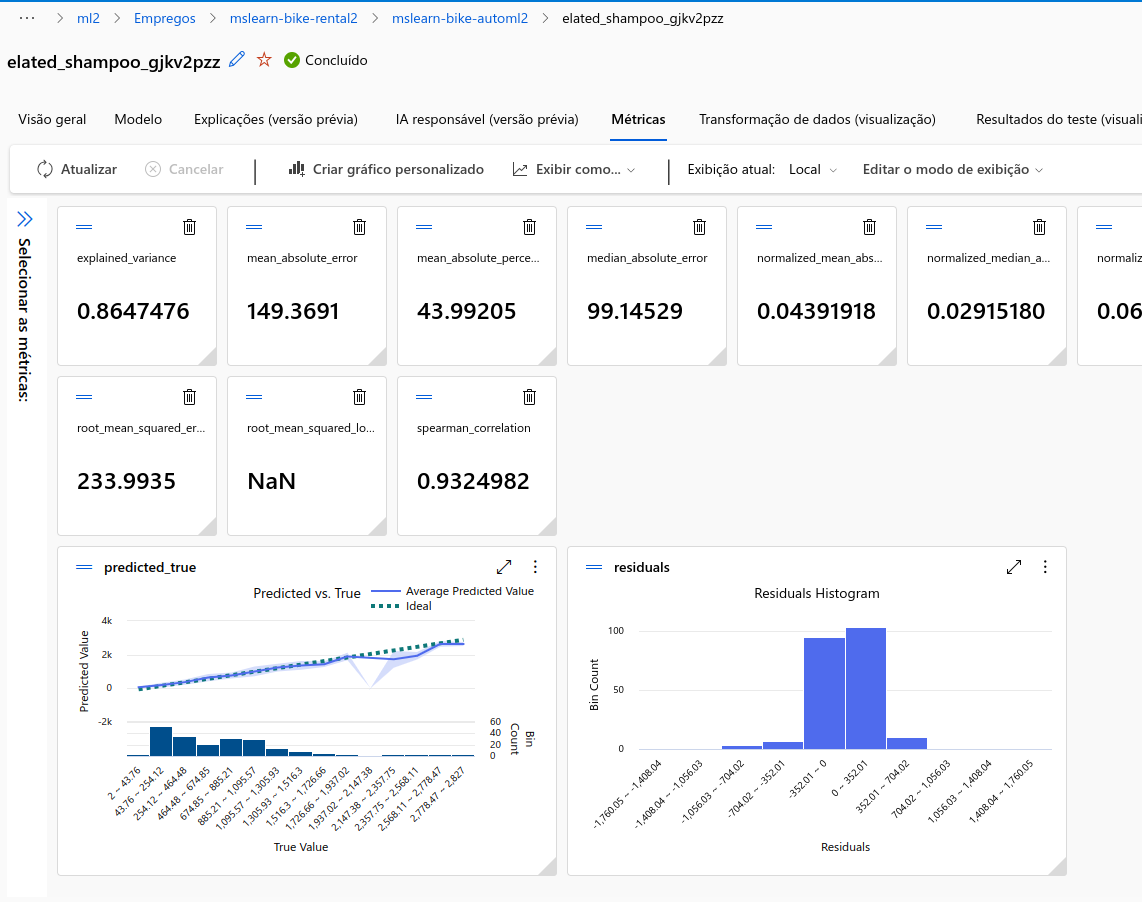 ··· > ml2 > Empregos > mslearn-bike-rental2 > mslearn-bike-automl2 > elated_shampoo_gjkv2pzz
elated_shampoo_gjkv2pzz Concluído
Visão geral Modelo Explicações (versão prévia) IA responsável (versão prévia) Métricas Transformação de dados (visualização) Resultados do teste (visuali
Atualizar Cancelar Criar gráfico personalizado Exibir como... Exibição atual: Local Editar o modo de exibição
Selecionar as métricas:
explained_variance
0.8647476
mean_absolute_error
149.3691
mean_absolute_perce...
43.99205
median_absolute_error
99.14529
normalized_mean_abs...
0.04391918
normalized_median_a...
0.02915180
normaliz
0.06
root_mean_squared_er...
233.9935
root_mean_squared_lo...
NaN
spearman_correlation
0.9324982
predicted_true
Predicted vs. True
Average Predicted Value
Ideal
Predicted Value
4k
2k
0
-2k
60
40
20
0
Bin
Count
2 ~ 43.76
43.76 ~ 254.12
254.12 ~ 464.48
464.48 ~ 674.85
674.85 ~ 885.21
885.21 ~ 1,095.57
1,095.57 ~ 1,305.93
1,305.93 ~ 1,516.3
1,516.3 ~ 1,726.66
1,726.66 ~ 1,937.02
1,937.02 ~ 2,147.38
2,147.38 ~ 2,357.75
2,357.75 ~ 2,568.11
2,568.11 ~ 2,778.47
2,778.47 ~ 2,827
True Value
residuals
Residuals Histogram
Bin Count
100
50
0
-1,760.05 ~ -1,408.04
-1,408.04 ~ -1,056.03
-1,056.03 ~ -704.02
-704.02 ~ -352.01
-352.01 ~ 0
0 ~ 352.01
352.01 ~ 704.02
704.02 ~ 1,056.03
1,056.03 ~ 1,408.04
1,408.04 ~ 1,760.05
Residuals